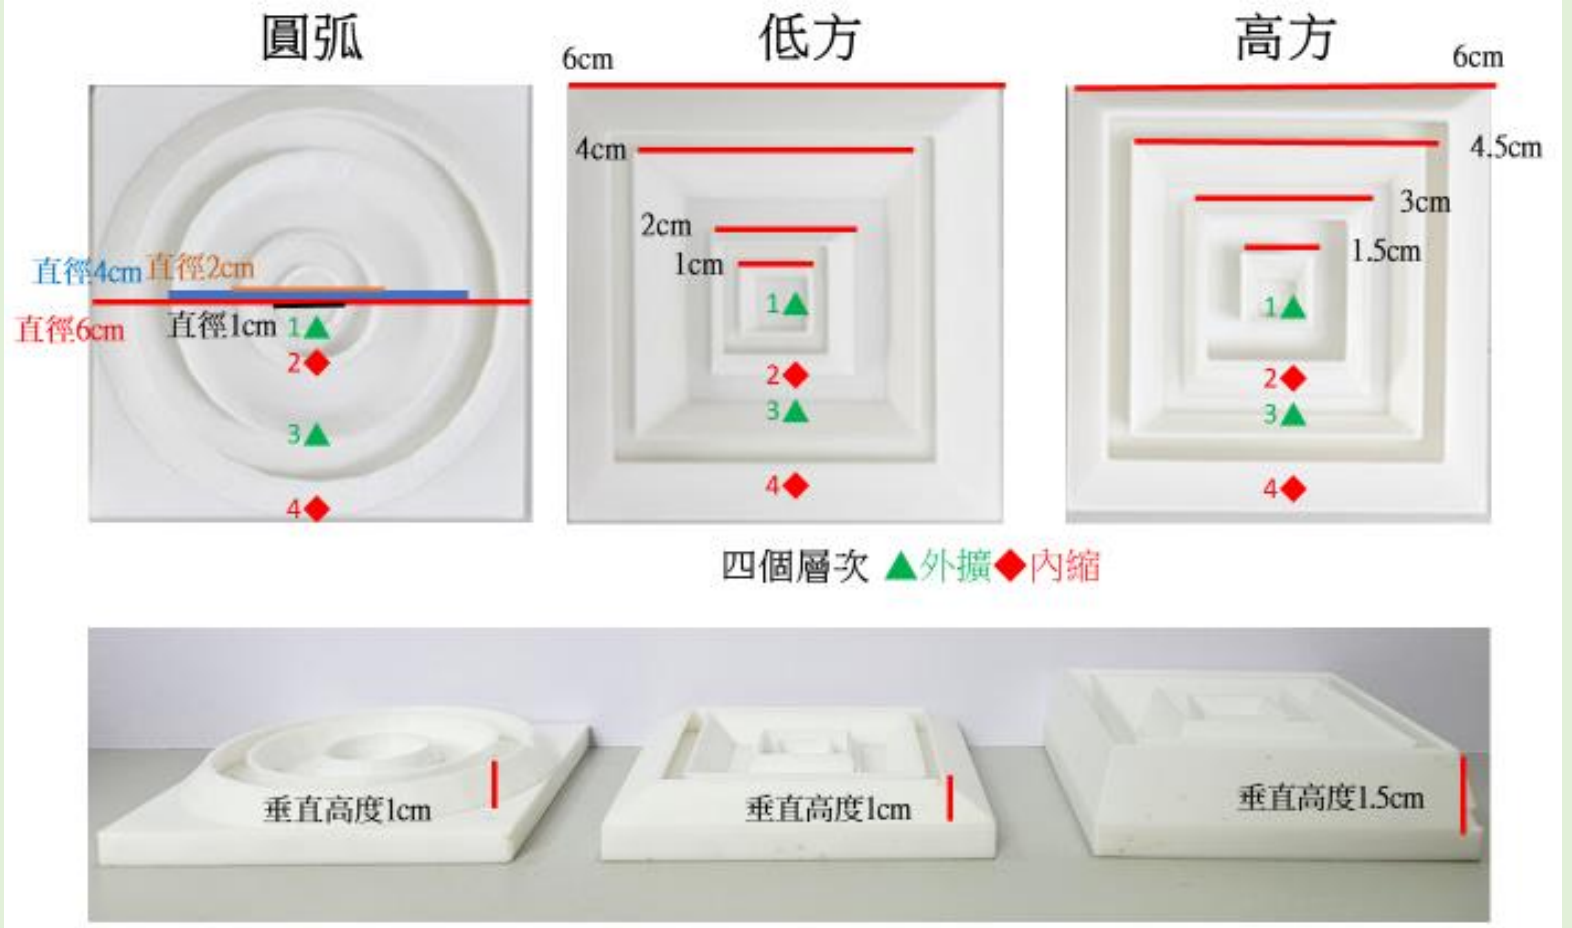 圓弧
低方
高方
6cm
6cm
4cm
4.5cm
2cm
3cm
1cm
1.5cm
直徑4cm
直徑2cm
直徑6cm
直徑1cm
1
2
3
4
1
2
3
4
1
2
3
4
四個層次 ▲外擴◆內縮
垂直高度1cm
垂直高度1cm
垂直高度1.5cm